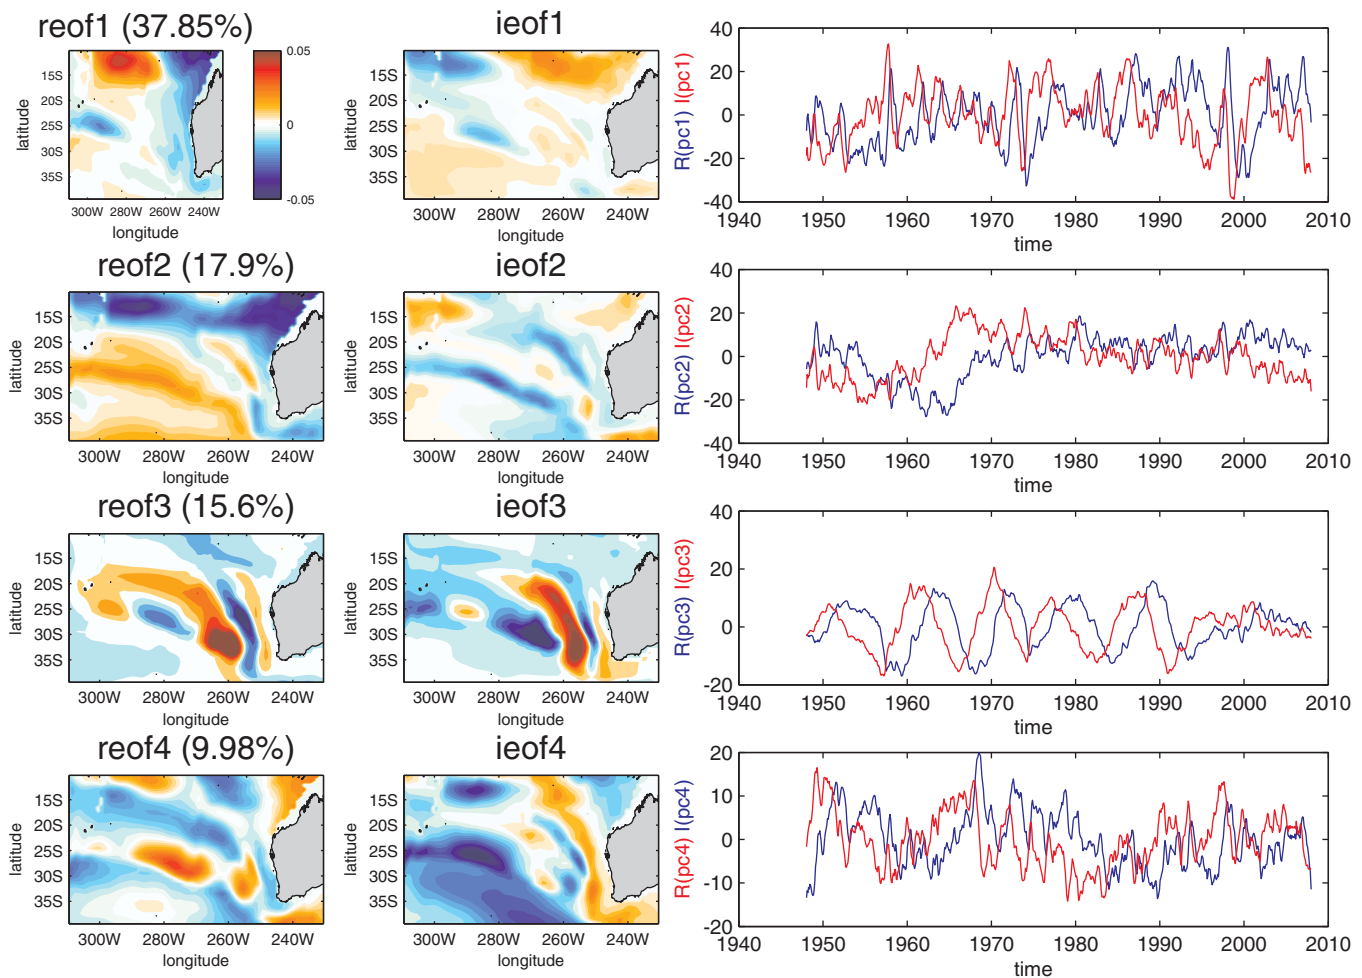 reof1 (37.85%)
ieof1
0.05
0
-0.05
15S
20S
25S
30S
35S
latitude
300W 280W 260W 240W
longitude
15S
20S
25S
30S
35S
latitude
300W 280W 260W 240W
longitude
R(pc1) I(pc1)
40
20
0
-20
-40
1940 1950 1960 1970 1980 1990 2000 2010
time
reof2 (17.9%)
ieof2
15S
20S
25S
30S
35S
latitude
300W 280W 260W 240W
longitude
15S
20S
25S
30S
35S
latitude
300W 280W 260W 240W
longitude
R(pc2) I(pc2)
40
20
0
-20
-40
1940 1950 1960 1970 1980 1990 2000 2010
time
reof3 (15.6%)
ieof3
15S
20S
25S
30S
35S
latitude
300W 280W 260W 240W
longitude
15S
20S
25S
30S
35S
latitude
300W 280W 260W 240W
longitude
R(pc3) I(pc3)
40
20
0
-20
1940 1950 1960 1970 1980 1990 2000 2010
time
reof4 (9.98%)
ieof4
15S
20S
25S
30S
35S
latitude
300W 280W 260W 240W
longitude
15S
20S
25S
30S
35S
latitude
300W 280W 260W 240W
longitude
R(pc4) I(pc4)
20
10
0
-10
-20
1940 1950 1960 1970 1980 1990 2000 2010
time